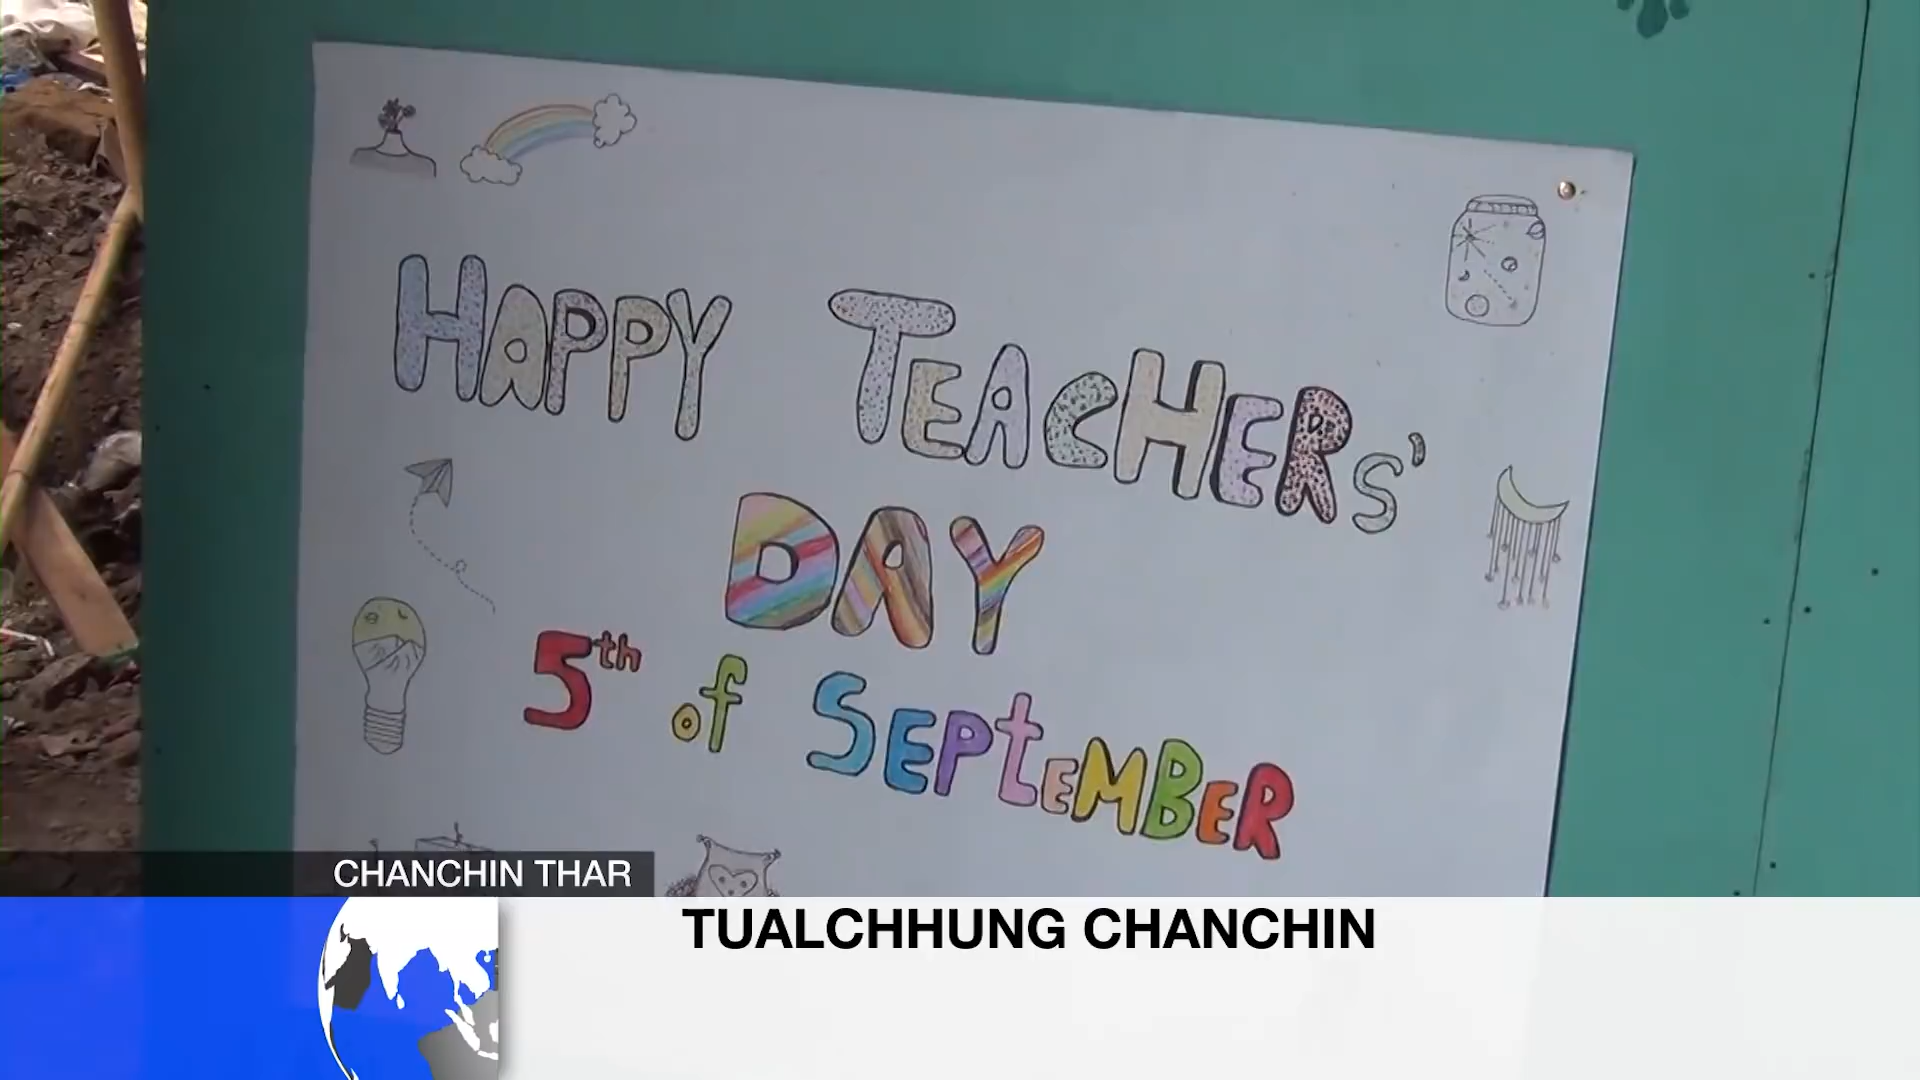 HAPPY TEACHERS'
DAY
5th of SEPtEMBER
CHANCHIN THAR
TUALCHHUNG CHANCHIN